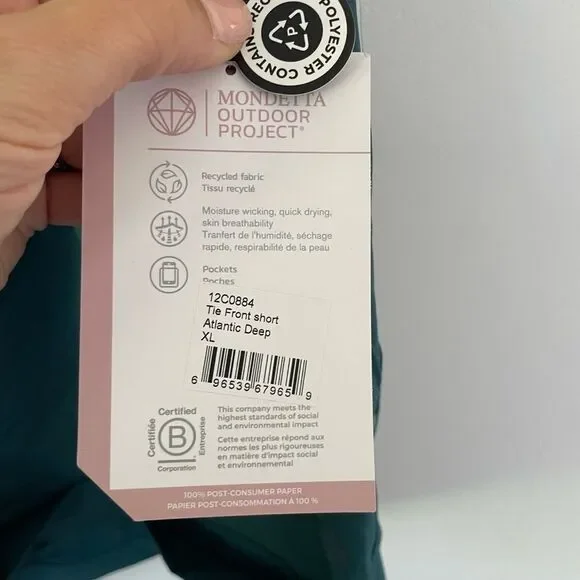 CONTAINS REC
POLYESTER
P
MONDETTA
OUTDOOR
PROJECT®
Recycled fabric
Tissu recyclé
Moisture wicking, quick drying,
skin breathability
Tranfert de l'humidité, séchage
rapide, respirabilité de la peau
Pockets
Poches
12C0884
Tie Front short
Atlantic Deep
XL
6 96539 67965 9
Certified
Certifiée
B
Entreprise
Corporation
This company meets the
highest standards of social
and environmental impact
Cette entreprise répond aux
normes les plus rigoureuses
en matière d'impact social
et environnemental
100% POST-CONSUMER PAPER
PAPIER POST-CONSOMMATION À 100 %